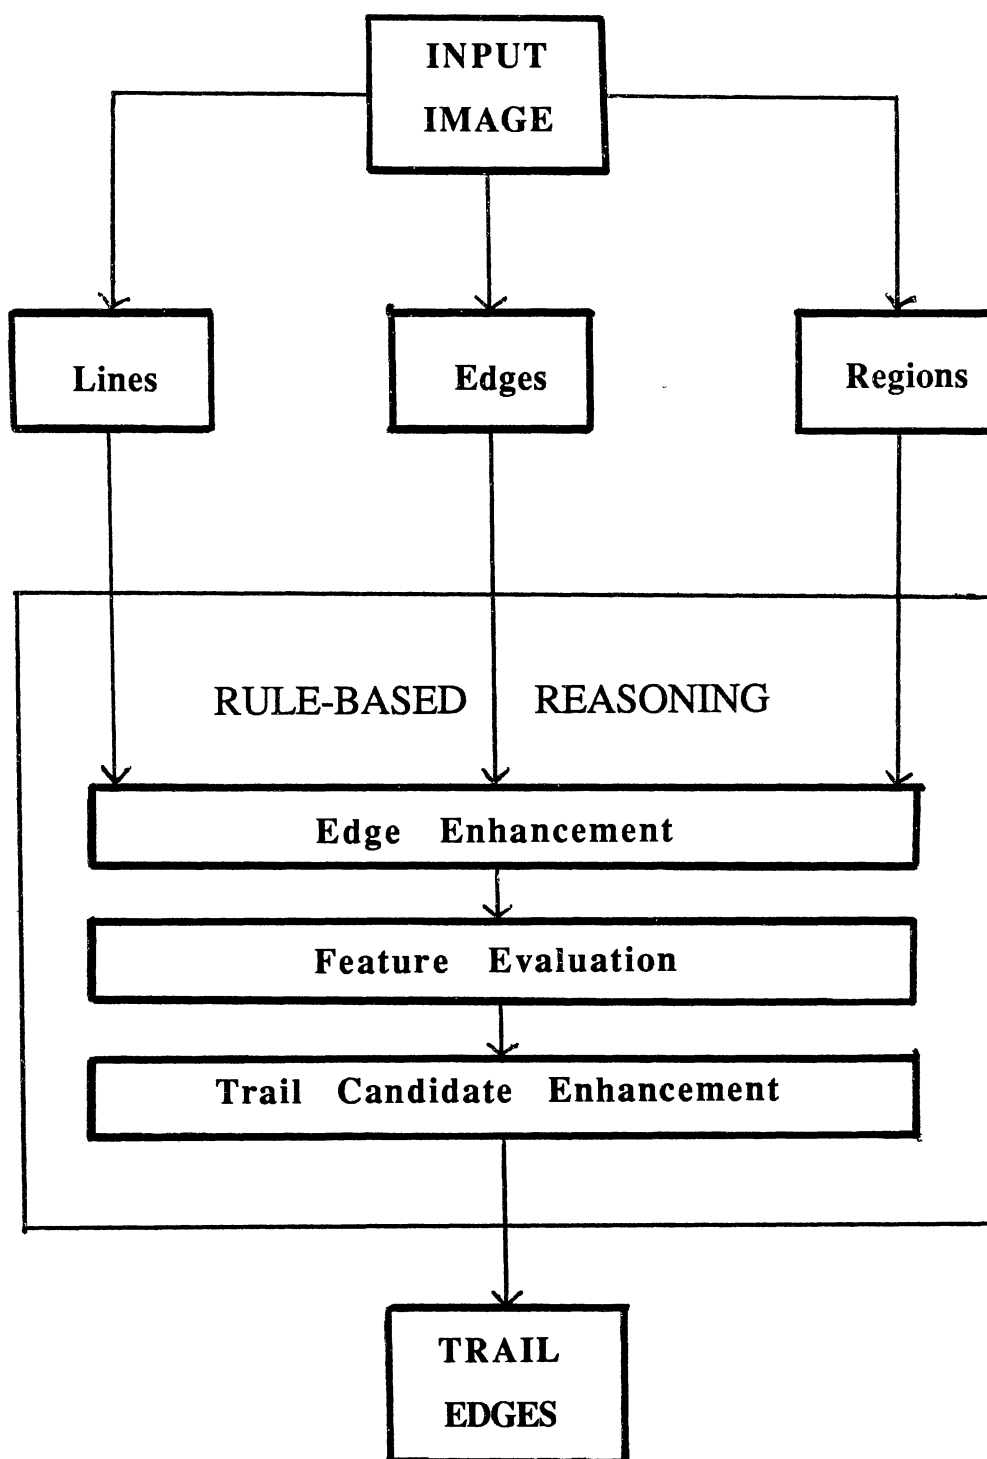 INPUT
IMAGE
Lines
Edges
Regions
RULE-BASED REASONING
Edge Enhancement
Feature Evaluation
Trail Candidate Enhancement
TRAIL
EDGES